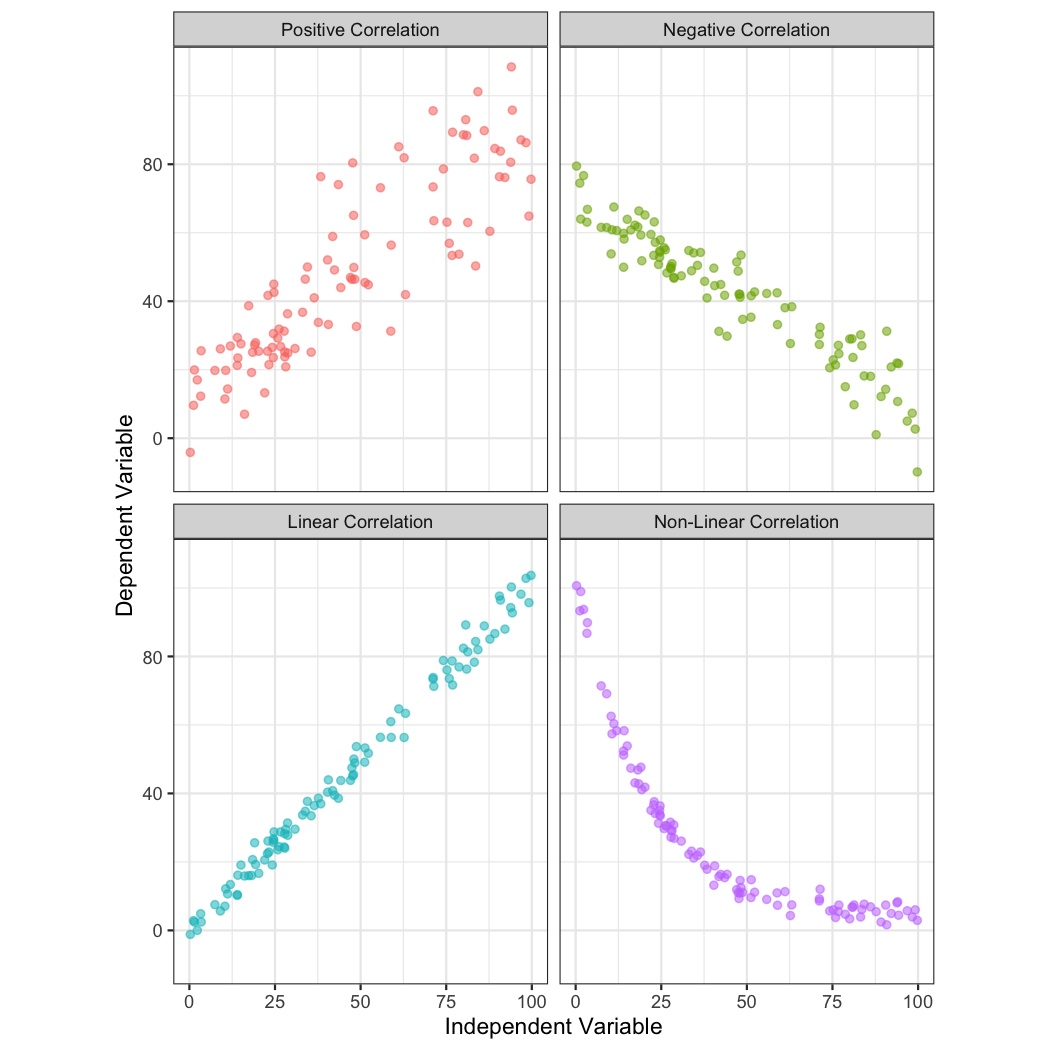 Positive Correlation
Negative Correlation
80
40
0
Linear Correlation
Non-Linear Correlation
80
40
0
0 25 50 75 100
0 25 50 75 100
Independent Variable
Dependent Variable